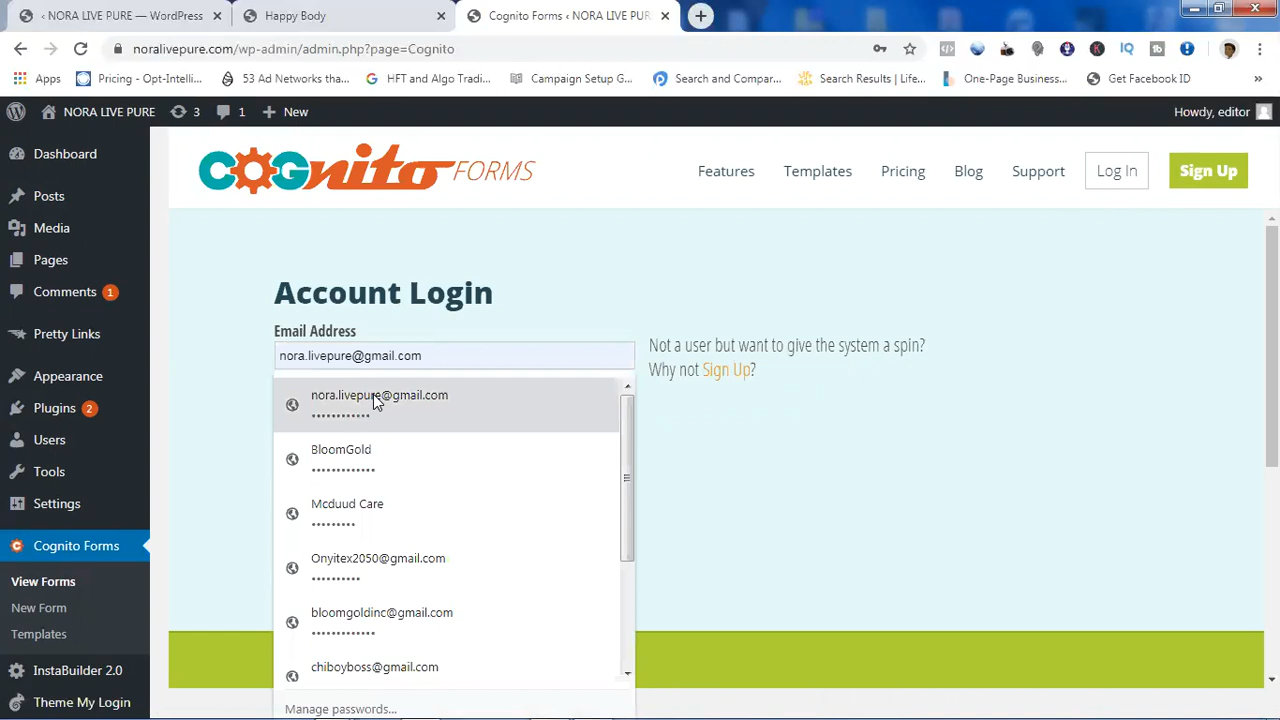 ‹ NORA LIVE PURE — WordPress
Happy Body
Cognito Forms ‹ NORA LIVE PUR
noralivepure.com/wp-admin/admin.php?page=Cognito
Apps
Pricing - Opt-Intelli...
53 Ad Networks tha...
HFT and Algo Tradi...
Campaign Setup G...
Search and Compar...
Search Results | Life...
One-Page Business...
Get Facebook ID
»
NORA LIVE PURE
3
1
New
Howdy, editor
Dashboard
Posts
Media
Pages
Comments 1
Pretty Links
Appearance
Plugins 2
Users
Tools
Settings
Cognito Forms
View Forms
New Form
Templates
InstaBuilder 2.0
Theme My Login
COGnito FORMS
Features
Templates
Pricing
Blog
Support
Log In
Sign Up
Account Login
Email Address
nora.livepure@gmail.com
Not a user but want to give the system a spin?
Why not Sign Up?
nora.livepure@gmail.com
••••••••••••
BloomGold
•••••••••••••
Mcduud Care
•••••••••
Onyitex2050@gmail.com
••••••••••
bloomgoldinc@gmail.com
•••••••••••••
chiboyboss@gmail.com
Manage passwords...